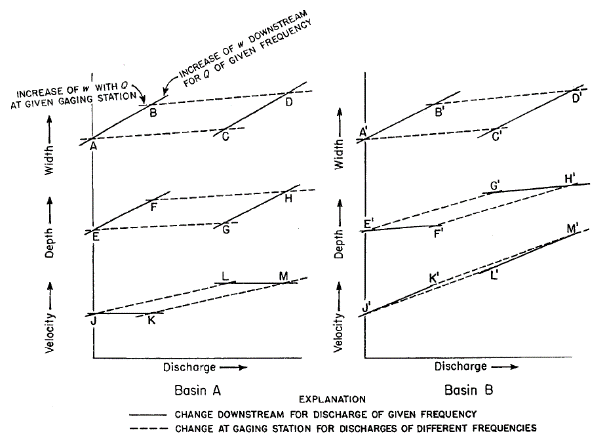 INCREASE OF w DOWNSTREAM
FOR Q OF GIVEN FREQUENCY
INCREASE OF w WITH Q
AT GIVEN GAGING STATION
Width
A
B
C
D
Depth
E
F
G
H
Velocity
J
K
L
M
Discharge
Basin A
Width
A'
B'
C'
D'
Depth
E'
F'
G'
H'
Velocity
J'
K'
L'
M'
Discharge
Basin B
EXPLANATION
CHANGE DOWNSTREAM FOR DISCHARGE OF GIVEN FREQUENCY
CHANGE AT GAGING STATION FOR DISCHARGES OF DIFFERENT FREQUENCIES